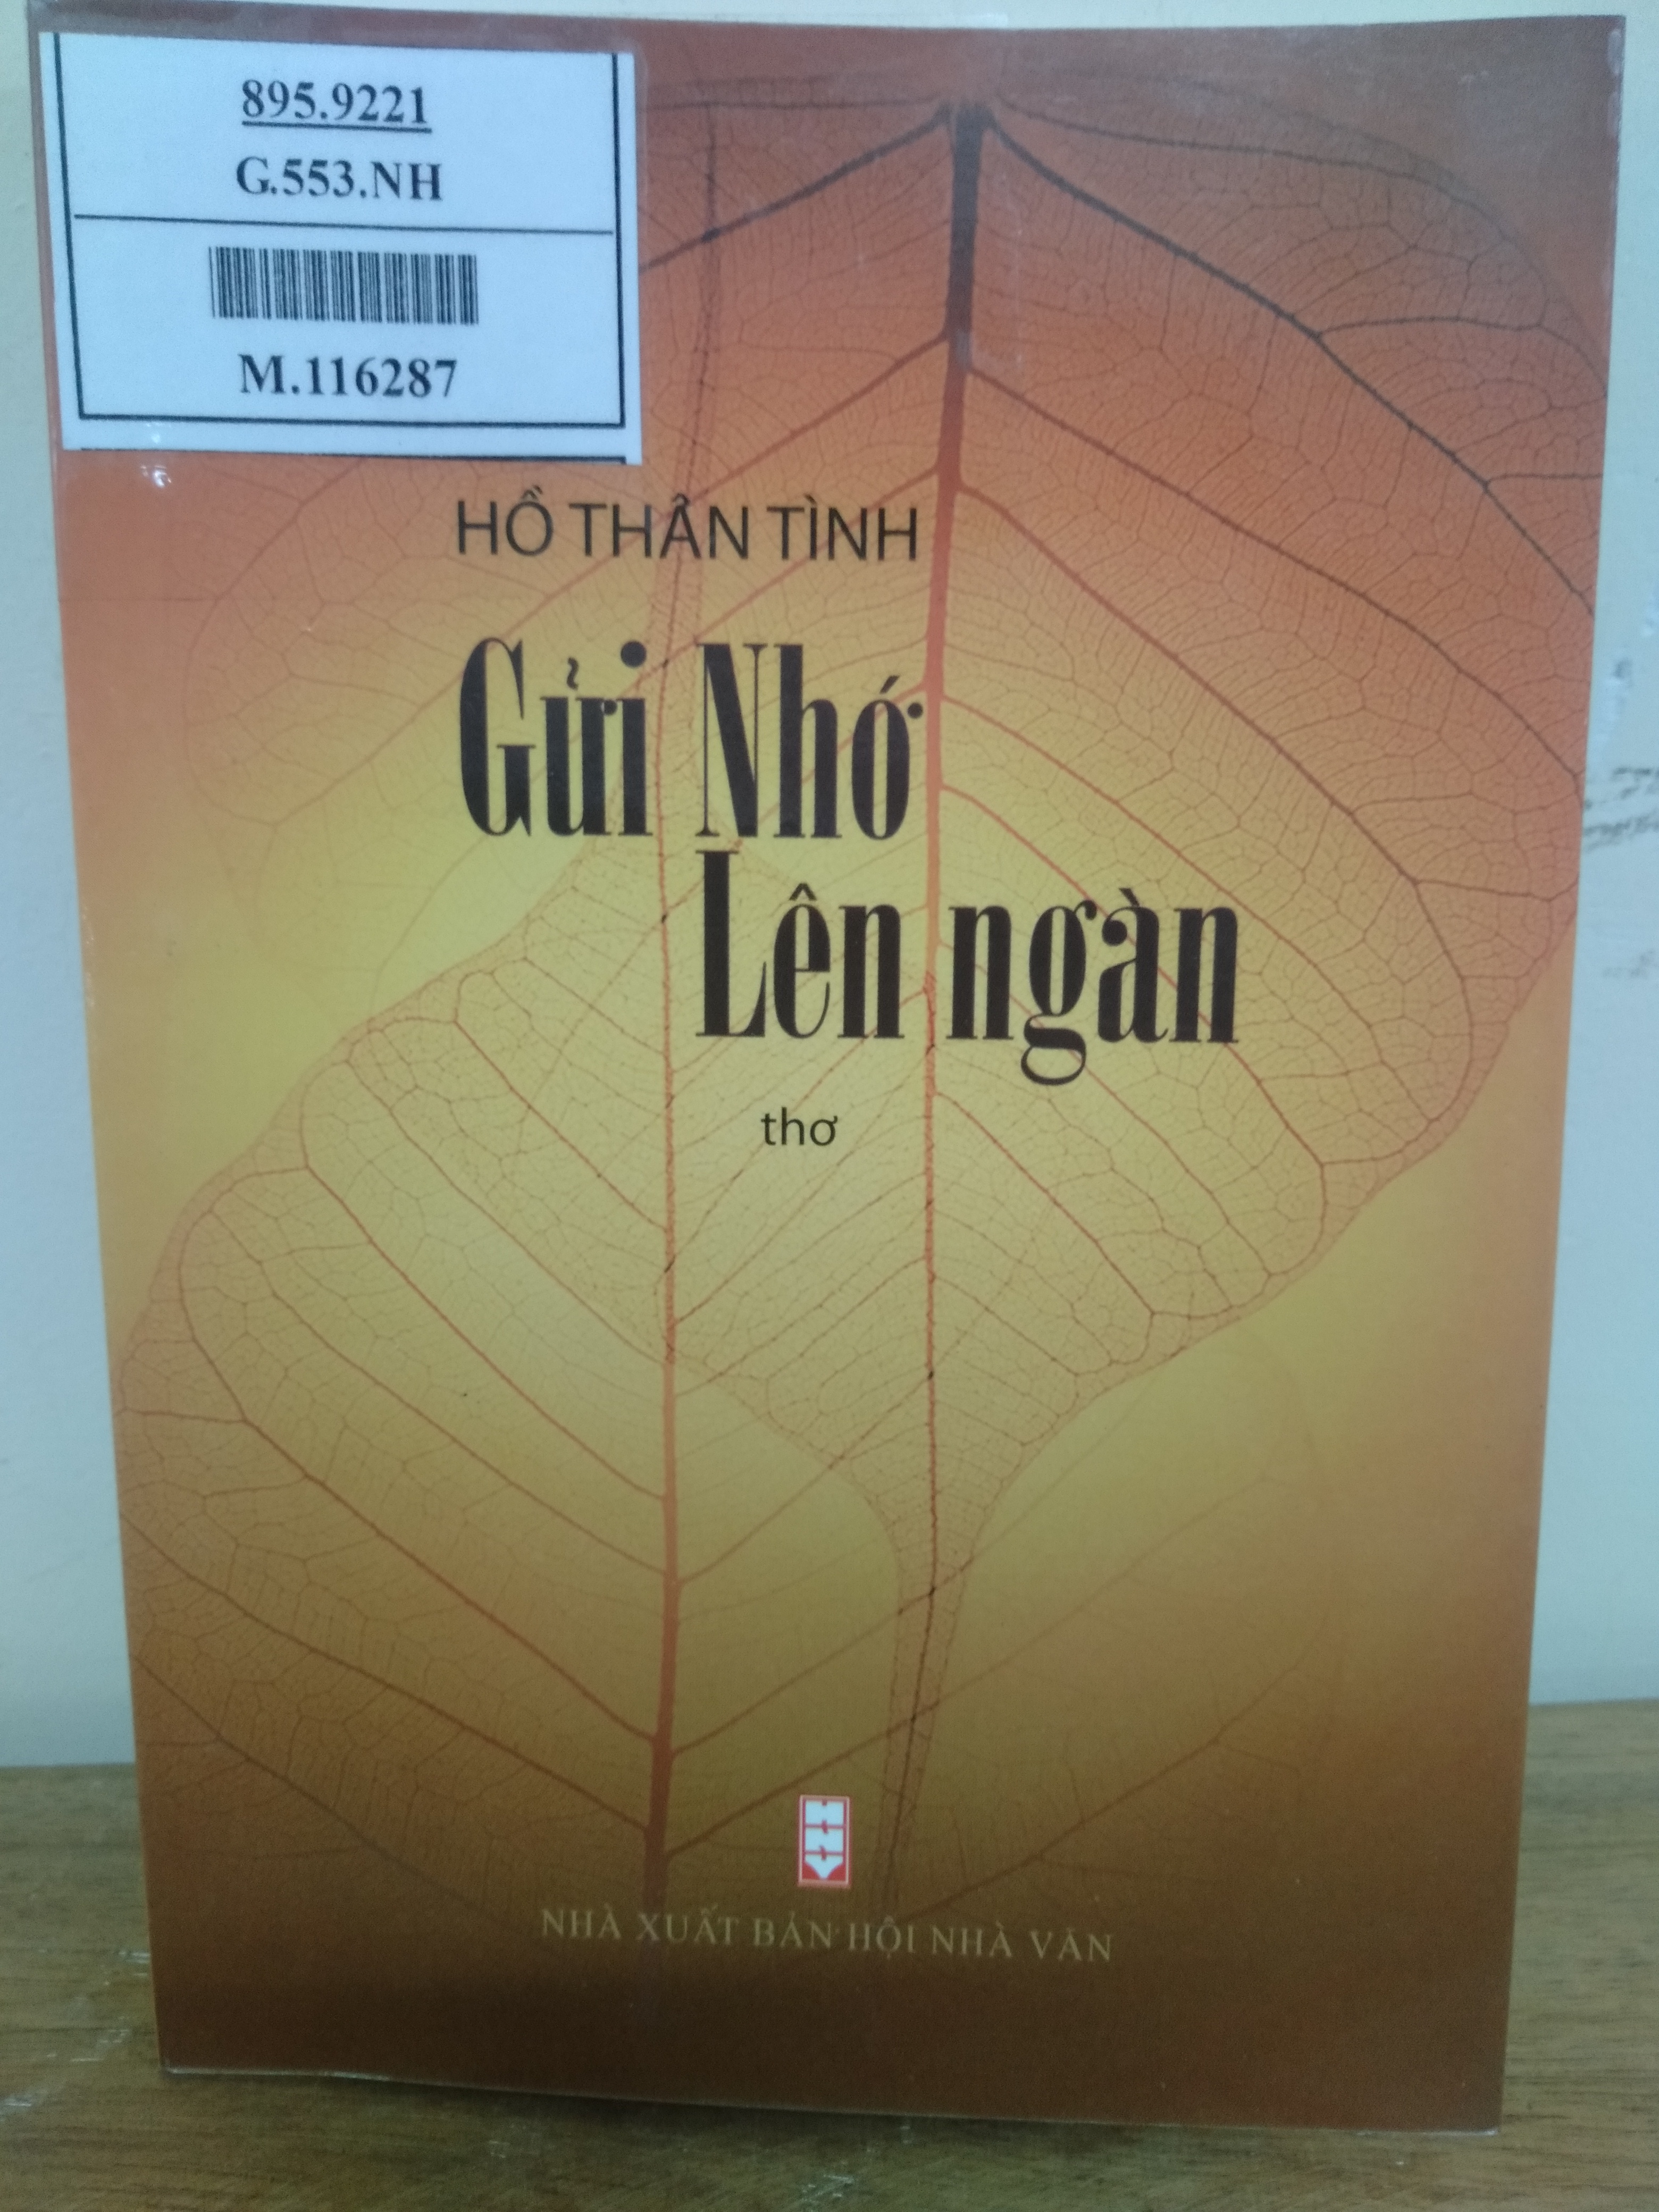 895.9221
G.553.NH
M.116287
HỒ THÂN TÌNH
Gửi Nhớ
Lên ngàn
thơ
HNV
NHÀ XUẤT BẢN HỘI NHÀ VĂN